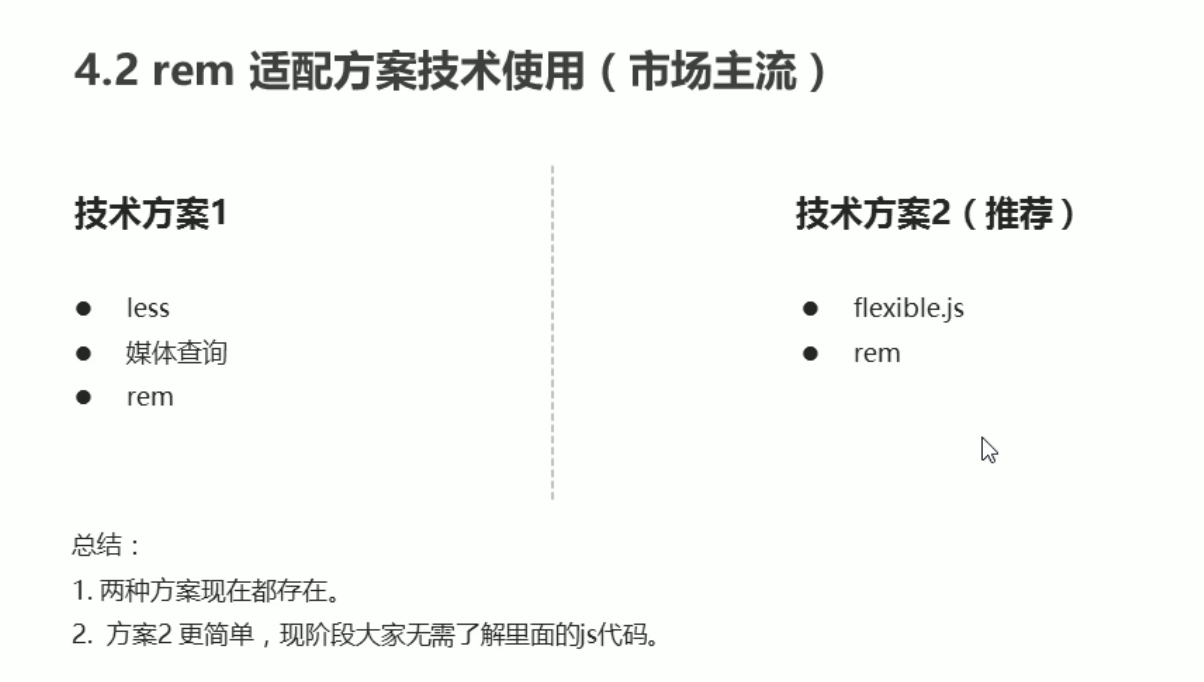 4.2 rem 适配方案技术使用（市场主流）
技术方案1
● less
● 媒体查询
● rem
技术方案2（推荐）
● flexible.js
● rem
总结：
1. 两种方案现在都存在。
2. 方案2 更简单，现阶段大家无需了解里面的js代码。